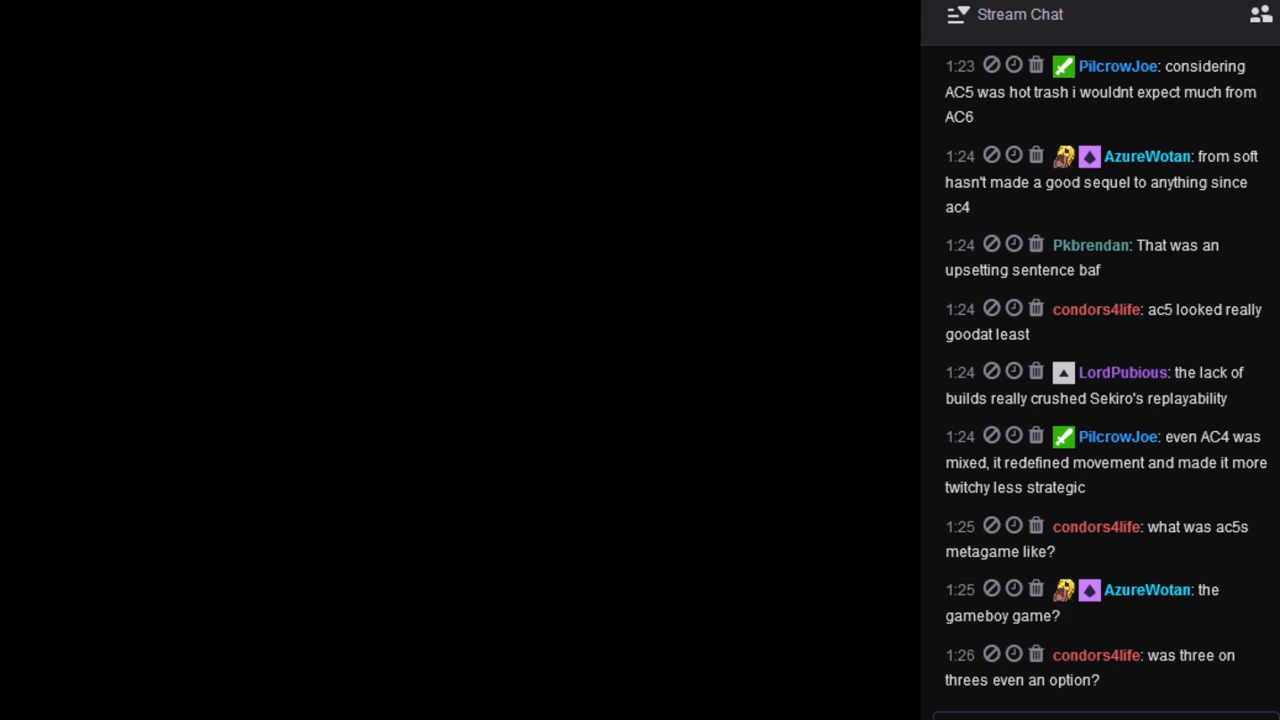 Stream Chat
1:23 PilcrowJoe: considering
AC5 was hot trash i wouldnt expect much from
AC6
1:24 AzureWotan: from soft
hasn't made a good sequel to anything since
ac4
1:24 Pkbrendan: That was an
upsetting sentence baf
1:24 condors4life: ac5 looked really
goodat least
1:24 LordPubious: the lack of
builds really crushed Sekiro's replayability
1:24 PilcrowJoe: even AC4 was
mixed, it redefined movement and made it more
twitchy less strategic
1:25 condors4life: what was ac5s
metagame like?
1:25 AzureWotan: the
gameboy game?
1:26 condors4life: was three on
threes even an option?